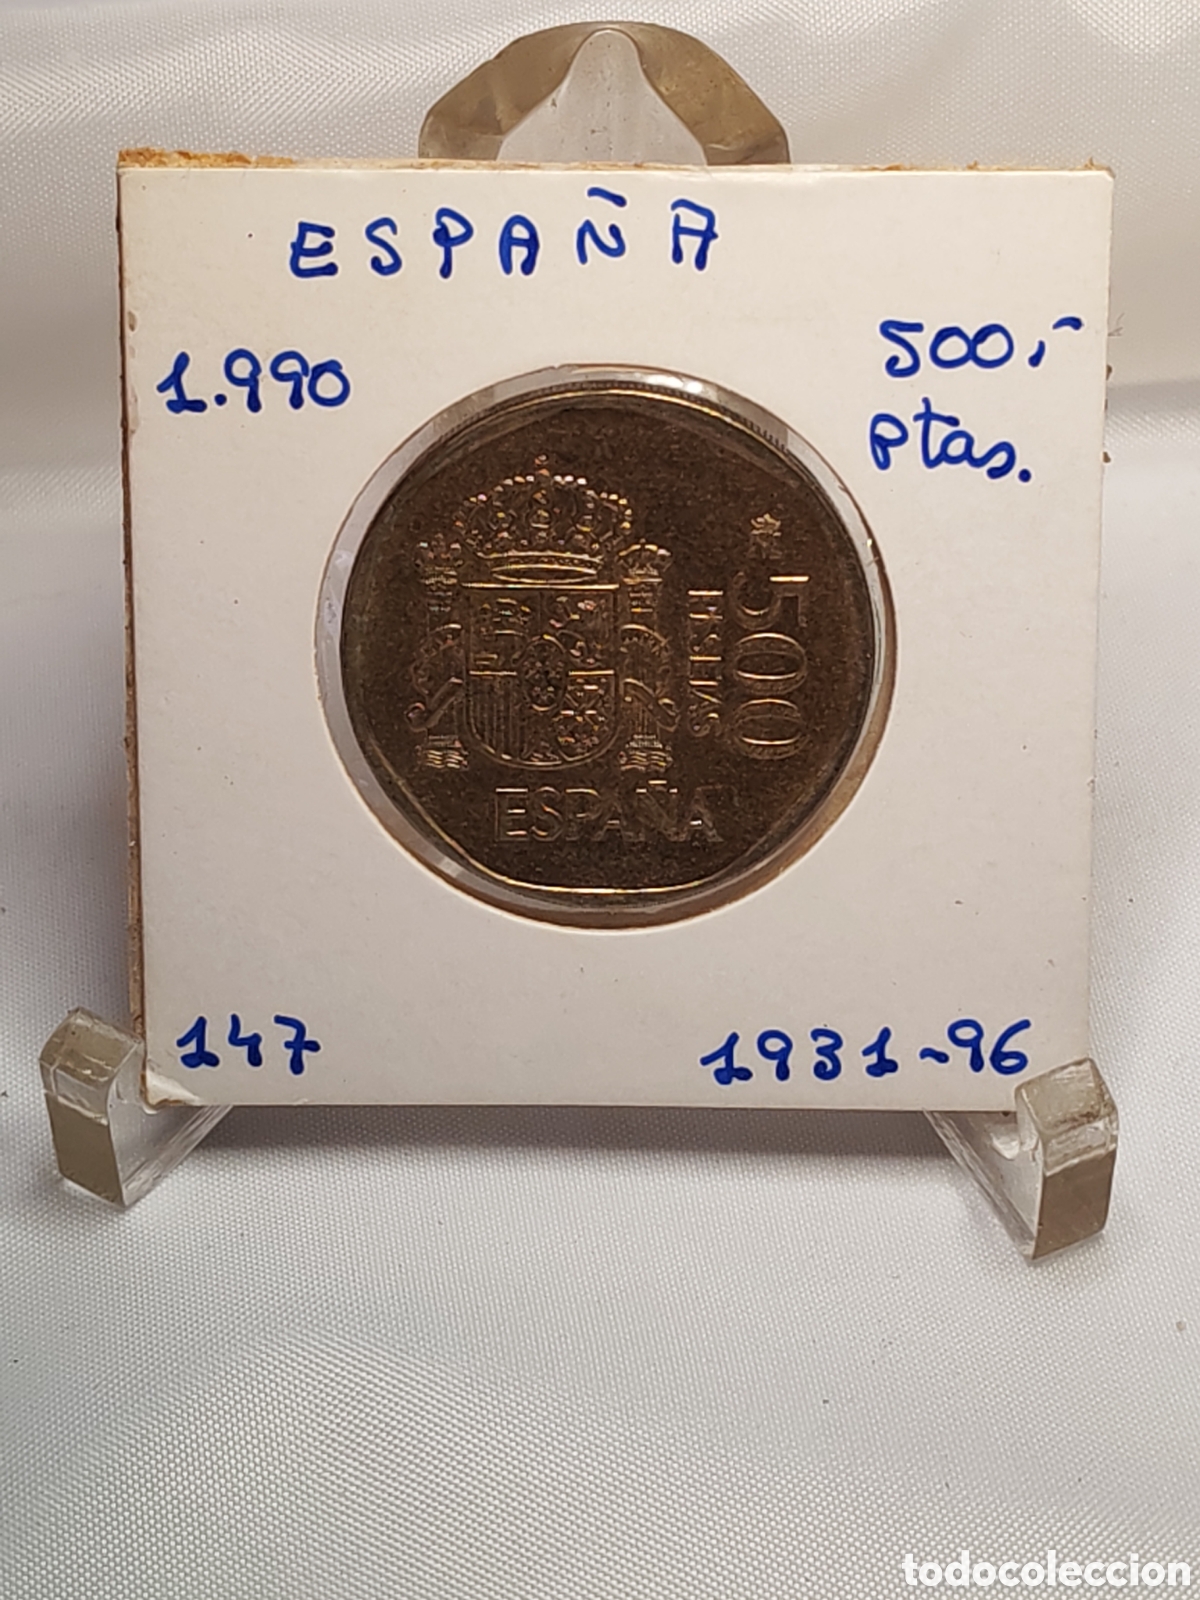 ESPAÑA
1.990
500,-
Ptas.
500
PESETAS
ESPAÑA
147
1931-96
todocoleccion